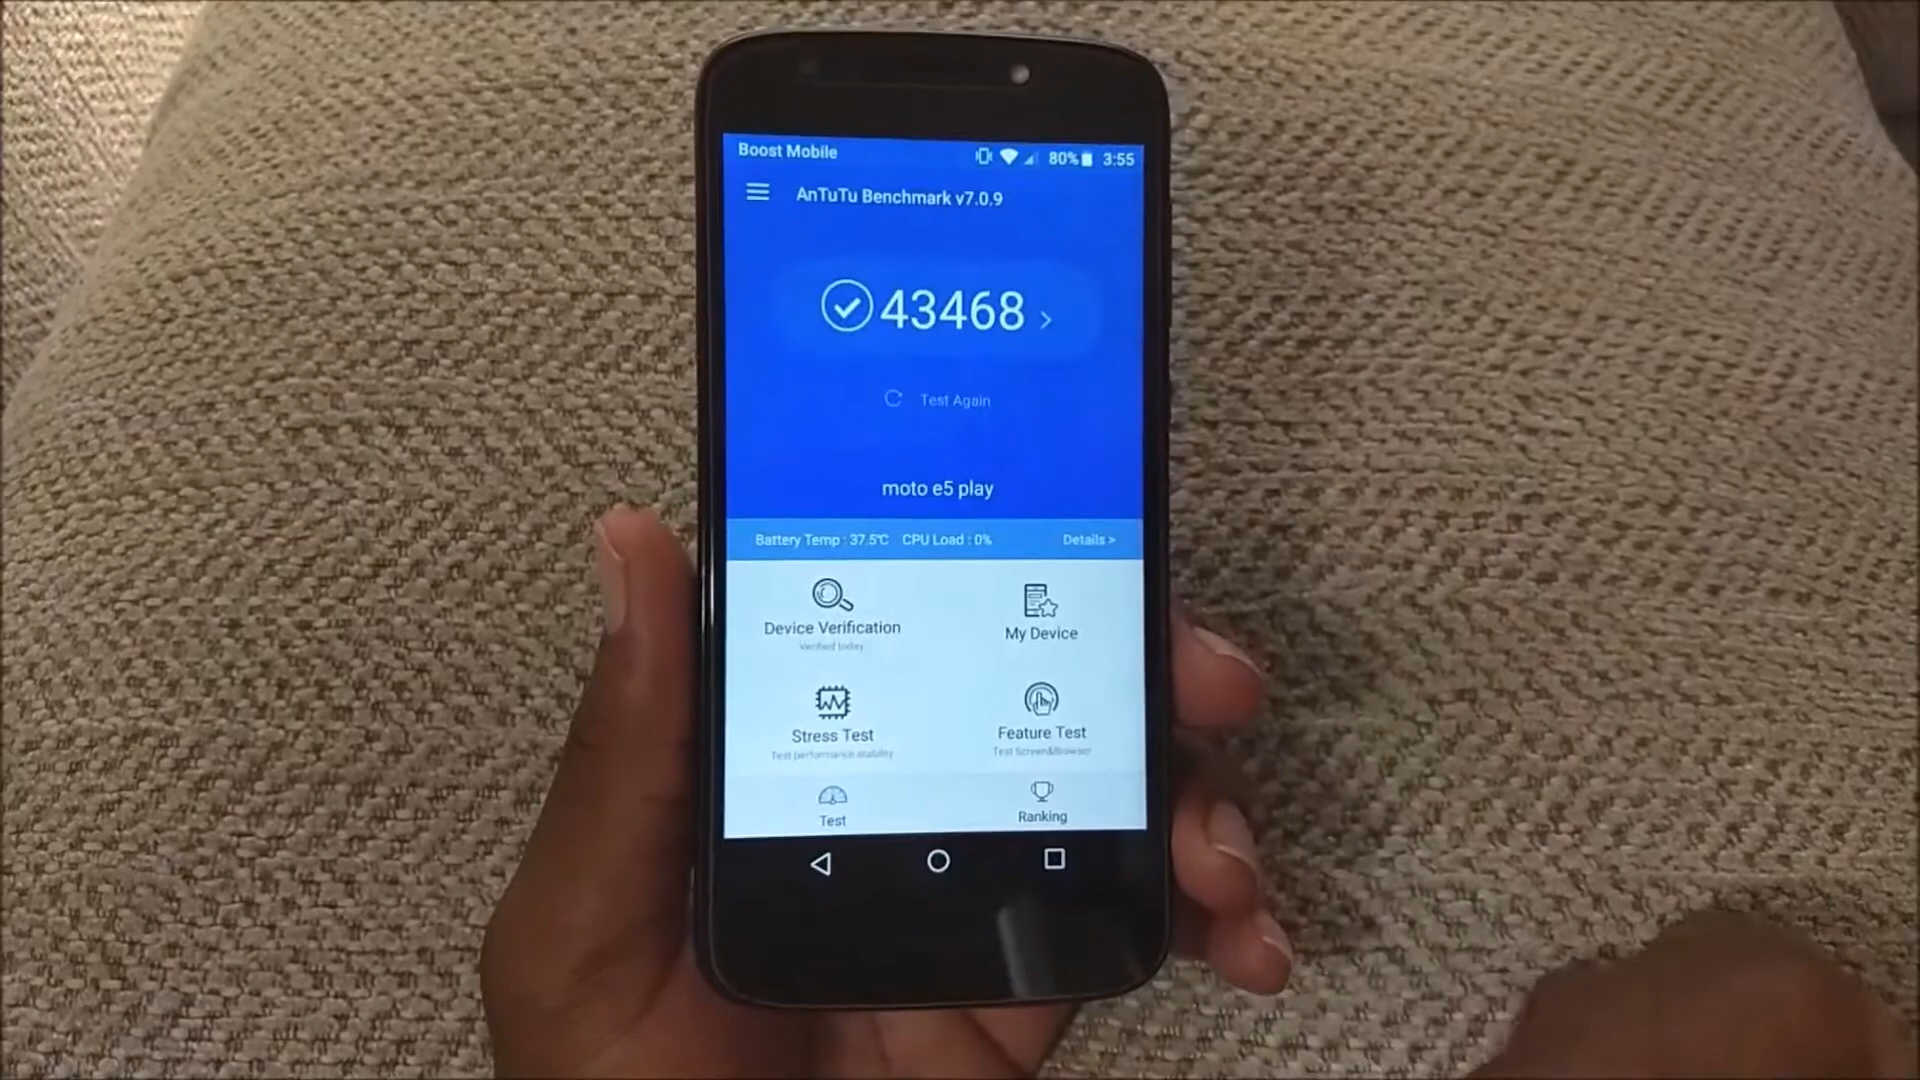 Boost Mobile 80% 3:55
AnTuTu Benchmark v7.0.9
43468 >
Test Again
moto e5 play
Battery Temp : 37.5℃ CPU Load : 0% Details >
Device Verification My Device
Verified today
Stress Test Feature Test
Test performance stability Test Screen&Browser
Test Ranking